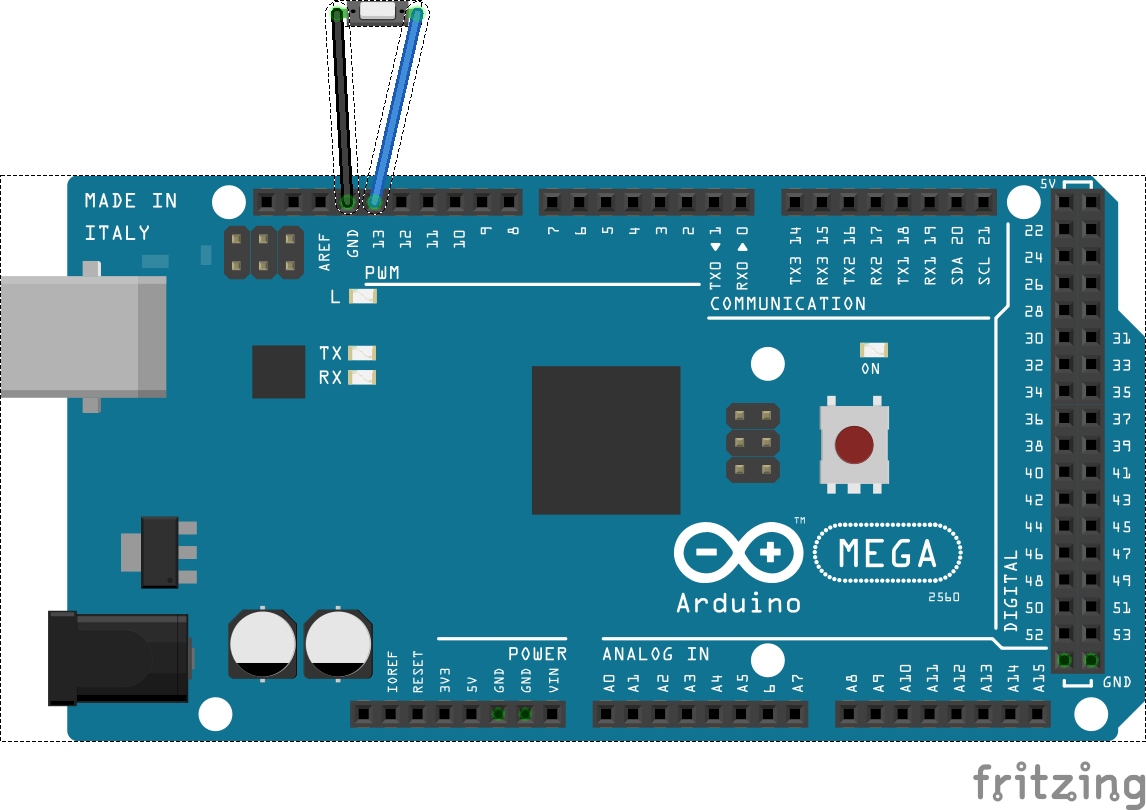 MADE IN
ITALY
AREF
GND
13
12
11
10
9
8
7
6
5
4
3
2
TX0 ◀ 1
RX0 ▶ 0
TX3 14
RX3 15
TX2 16
RX2 17
TX1 18
RX1 19
SDA 20
SCL 21
5V
PWM
L
COMMUNICATION
TX
RX
ON
22
24
26
28
30 31
32 33
34 35
36 37
38 39
40 41
42 43
44 45
46 47
48 49
50 51
52 53
DIGITAL
GND
TM
MEGA
Arduino
2560
POWER
ANALOG IN
IOREF
RESET
3V3
5V
GND
GND
VIN
A0
A1
A2
A3
A4
A5
6
A7
A8
A9
A10
A11
A12
A13
A14
A15
fritzing